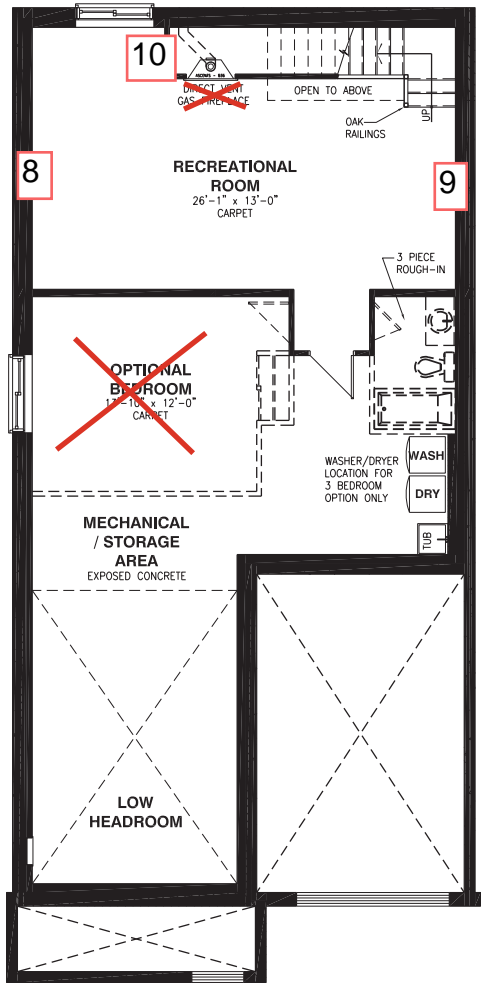 10
DIRECT VENT
GAS FIREPLACE
OPEN TO ABOVE
OAK
RAILINGS
UP
8
RECREATIONAL
ROOM
26'-1" x 13'-0"
CARPET
9
3 PIECE
ROUGH-IN
OPTIONAL
BEDROOM
x 12'-0"
CARPET
WASHER/DRYER
LOCATION FOR
3 BEDROOM
OPTION ONLY
WASH
DRY
TUB
MECHANICAL
/ STORAGE
AREA
EXPOSED CONCRETE
LOW
HEADROOM